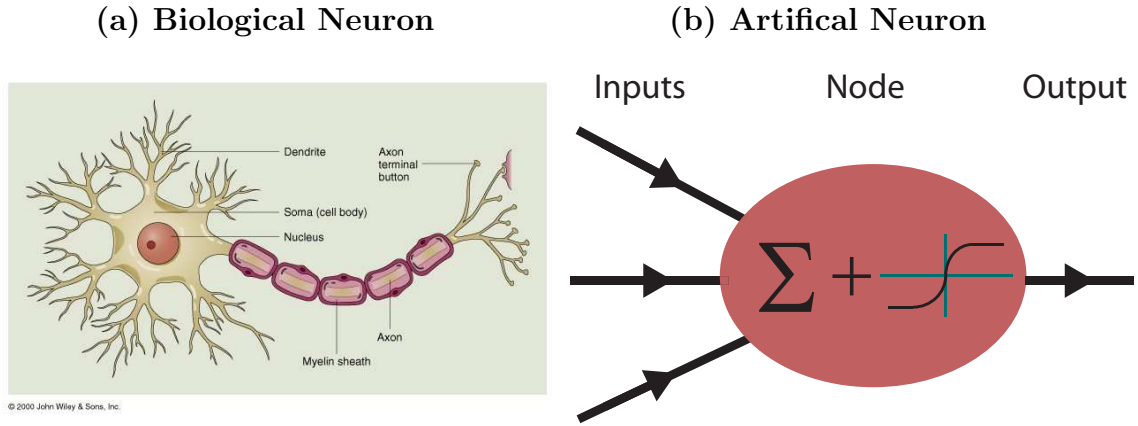 (a) Biological Neuron
Dendrite
Soma (cell body)
Nucleus
Axon
terminal
button
Axon
Myelin sheath
© 2000 John Wiley & Sons, Inc.
(b) Artifical Neuron
Inputs
Node
Output
∑ +